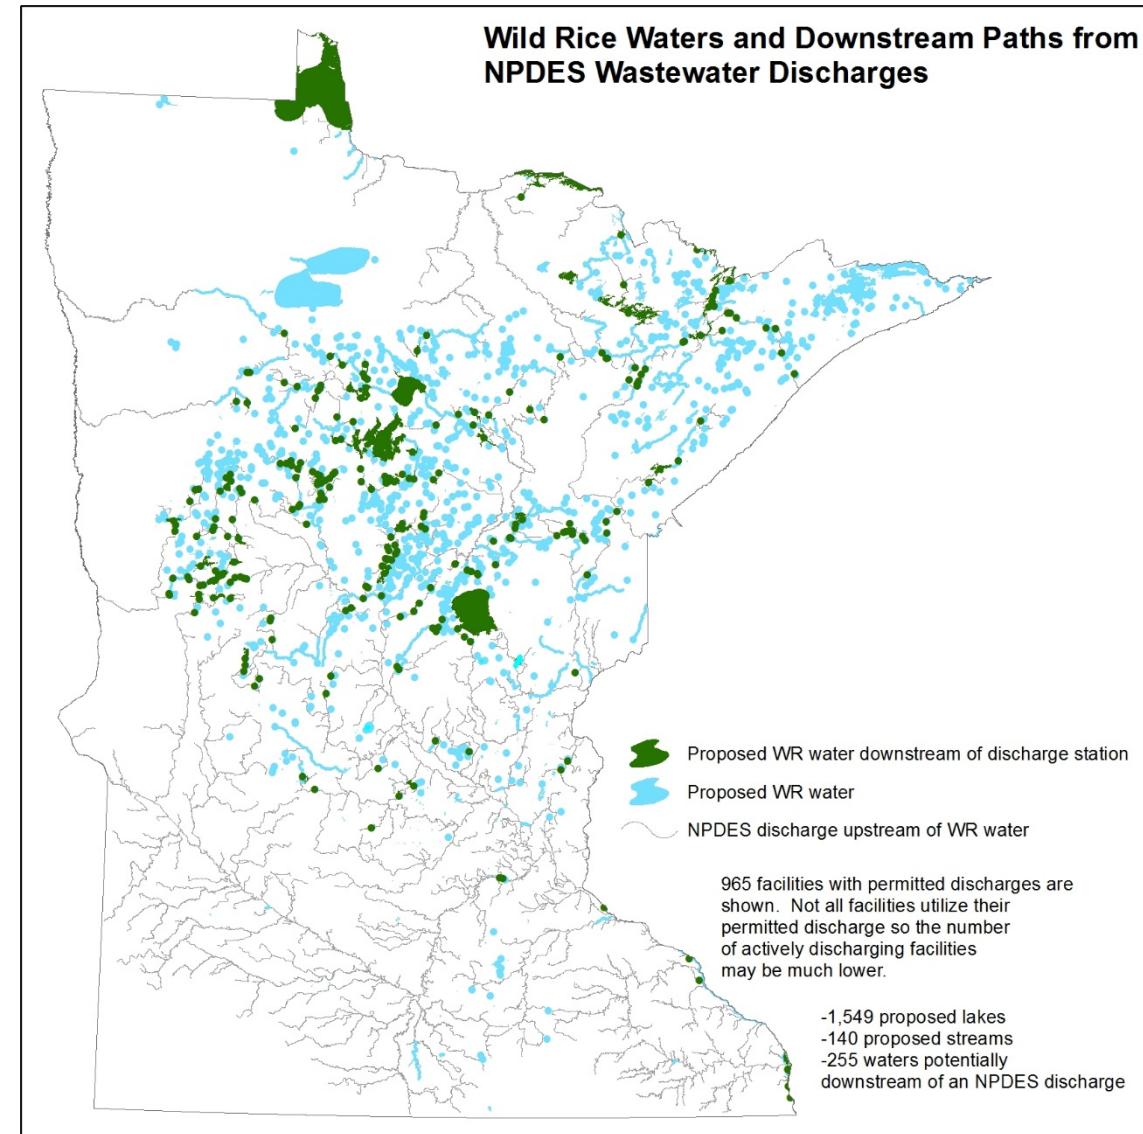 Wild Rice Waters and Downstream Paths from
NPDES Wastewater Discharges
Proposed WR water downstream of discharge station
Proposed WR water
NPDES discharge upstream of WR water
965 facilities with permitted discharges are
shown. Not all facilities utilize their
permitted discharge so the number
of actively discharging facilities
may be much lower.
-1,549 proposed lakes
-140 proposed streams
-255 waters potentially
downstream of an NPDES discharge